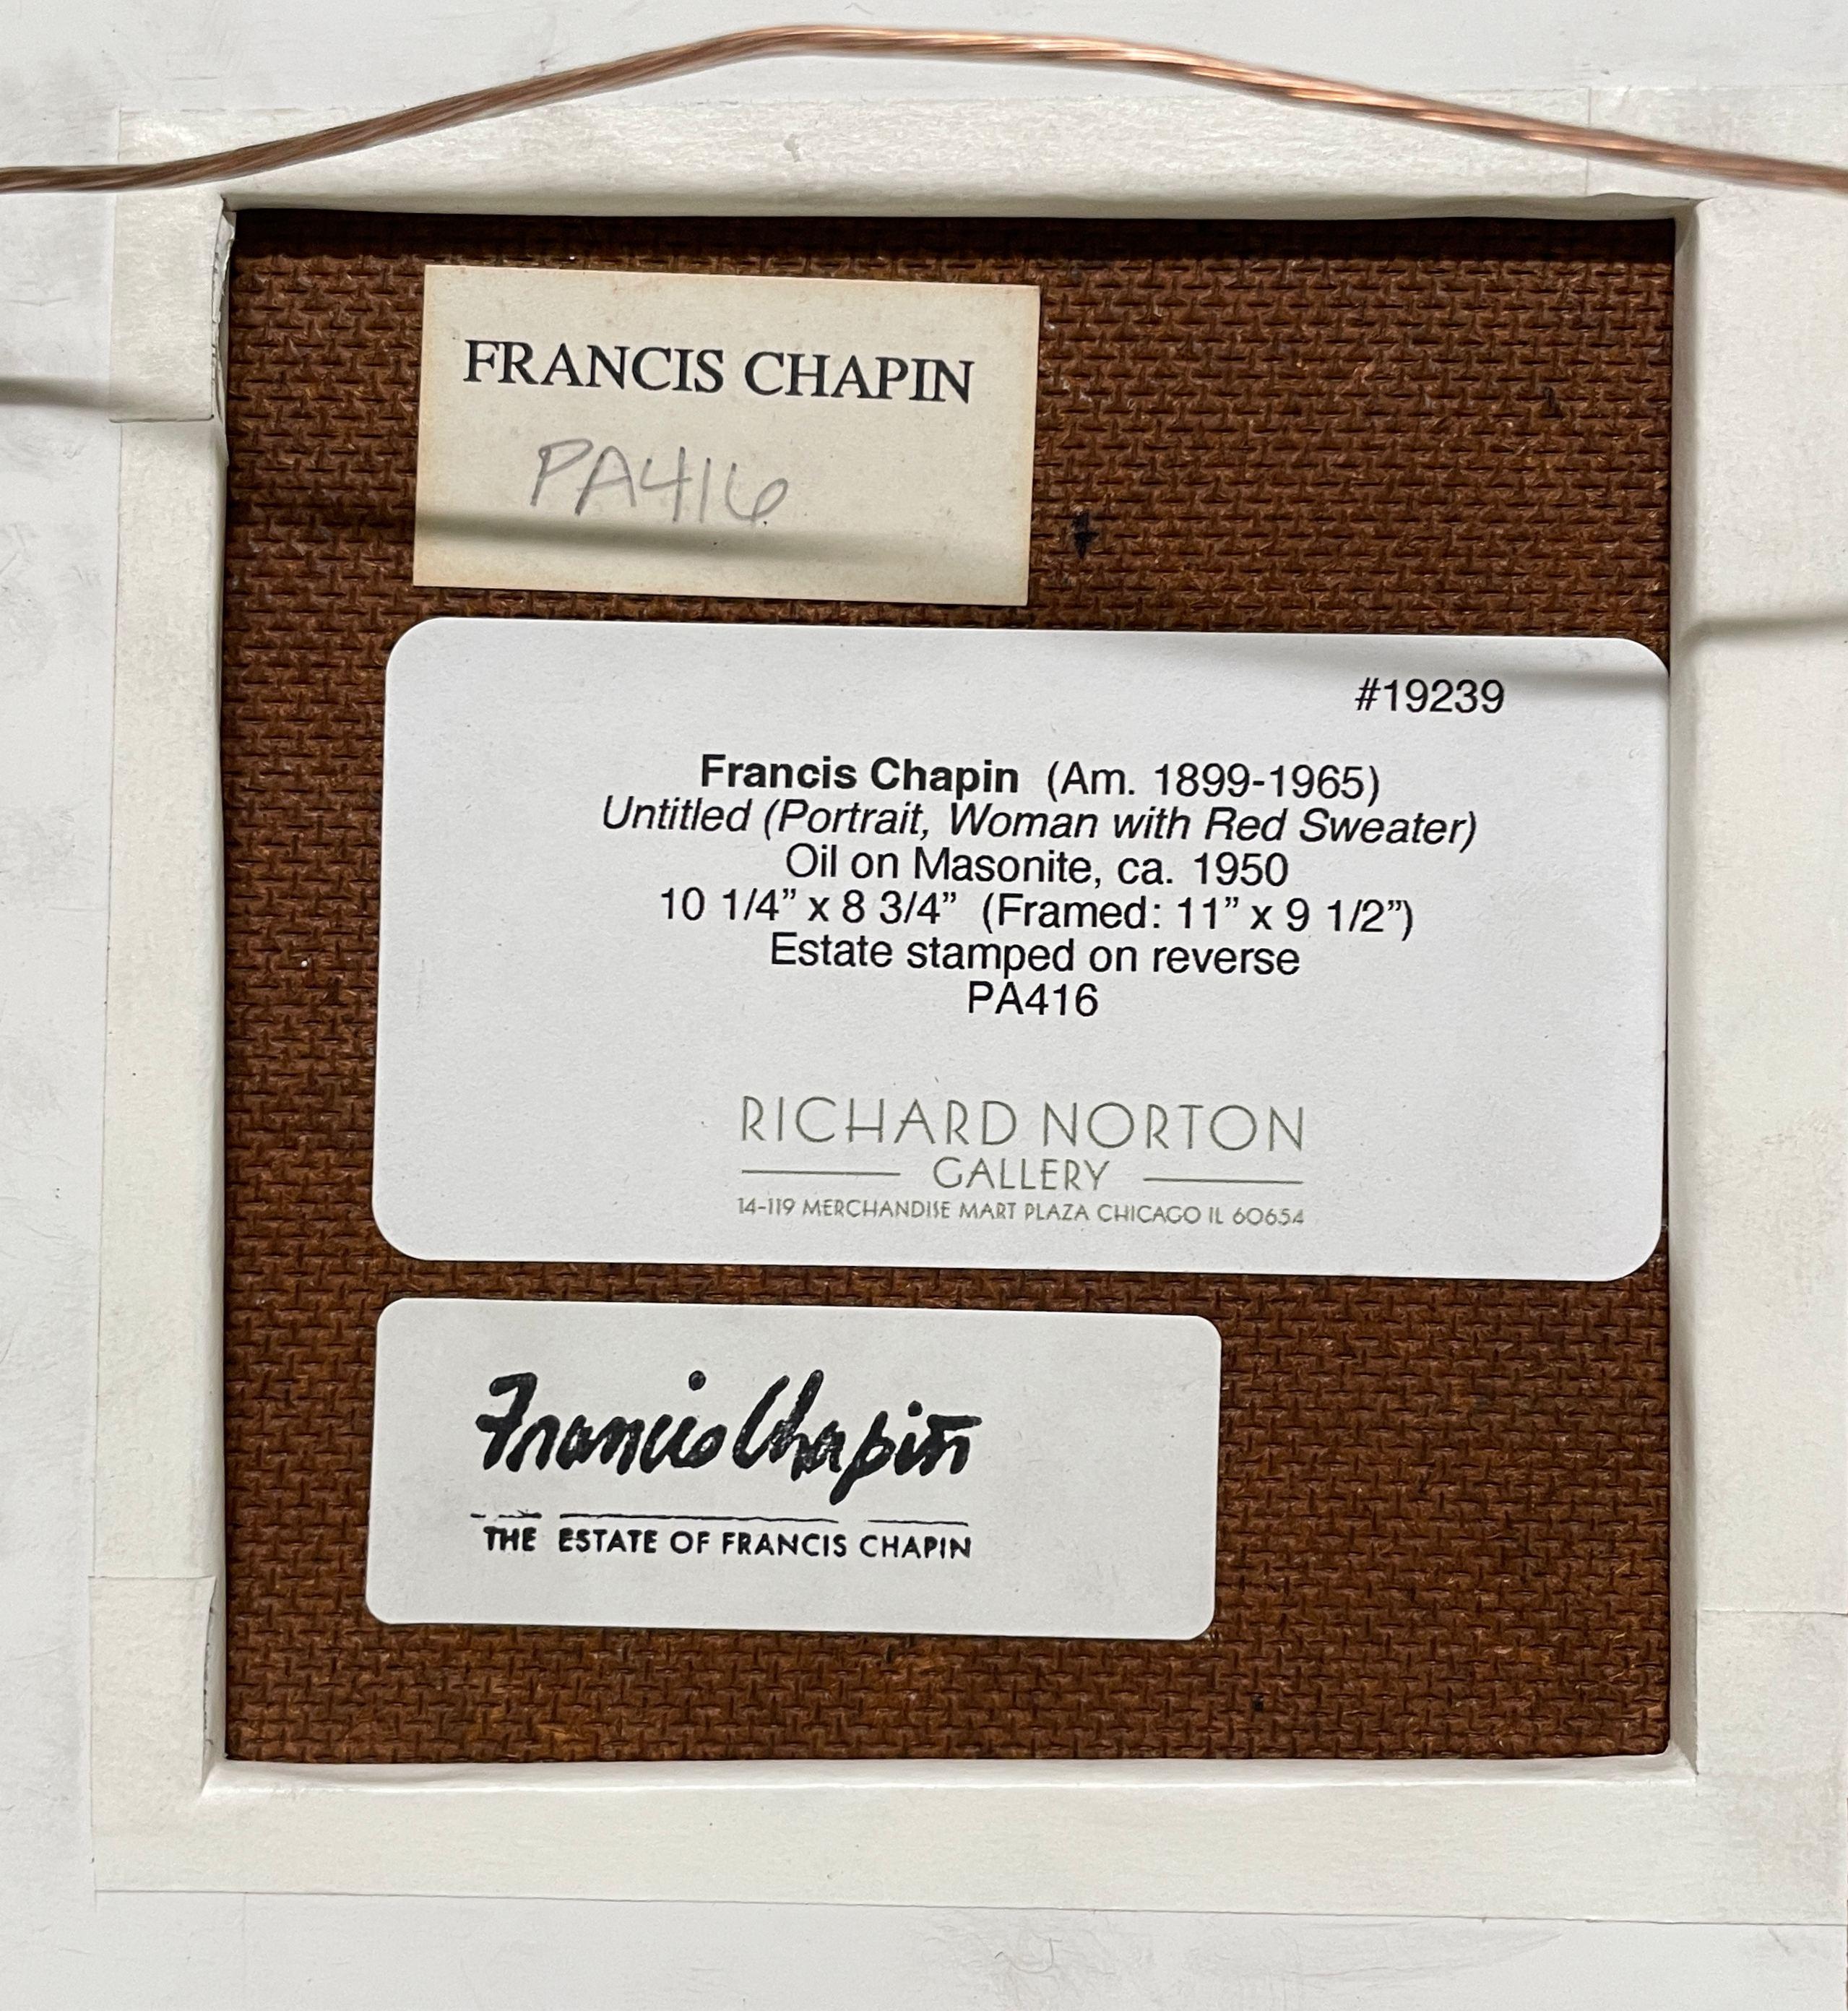 FRANCIS CHAPIN
PA416
#19239
Francis Chapin (Am. 1899-1965)
Untitled (Portrait, Woman with Red Sweater)
Oil on Masonite, ca. 1950
10 1/4” x 8 3/4” (Framed: 11” x 9 1/2”)
Estate stamped on reverse
PA416
RICHARD NORTON
GALLERY
14-119 MERCHANDISE MART PLAZA CHICAGO IL 60654
Francis Chapin
THE ESTATE OF FRANCIS CHAPIN